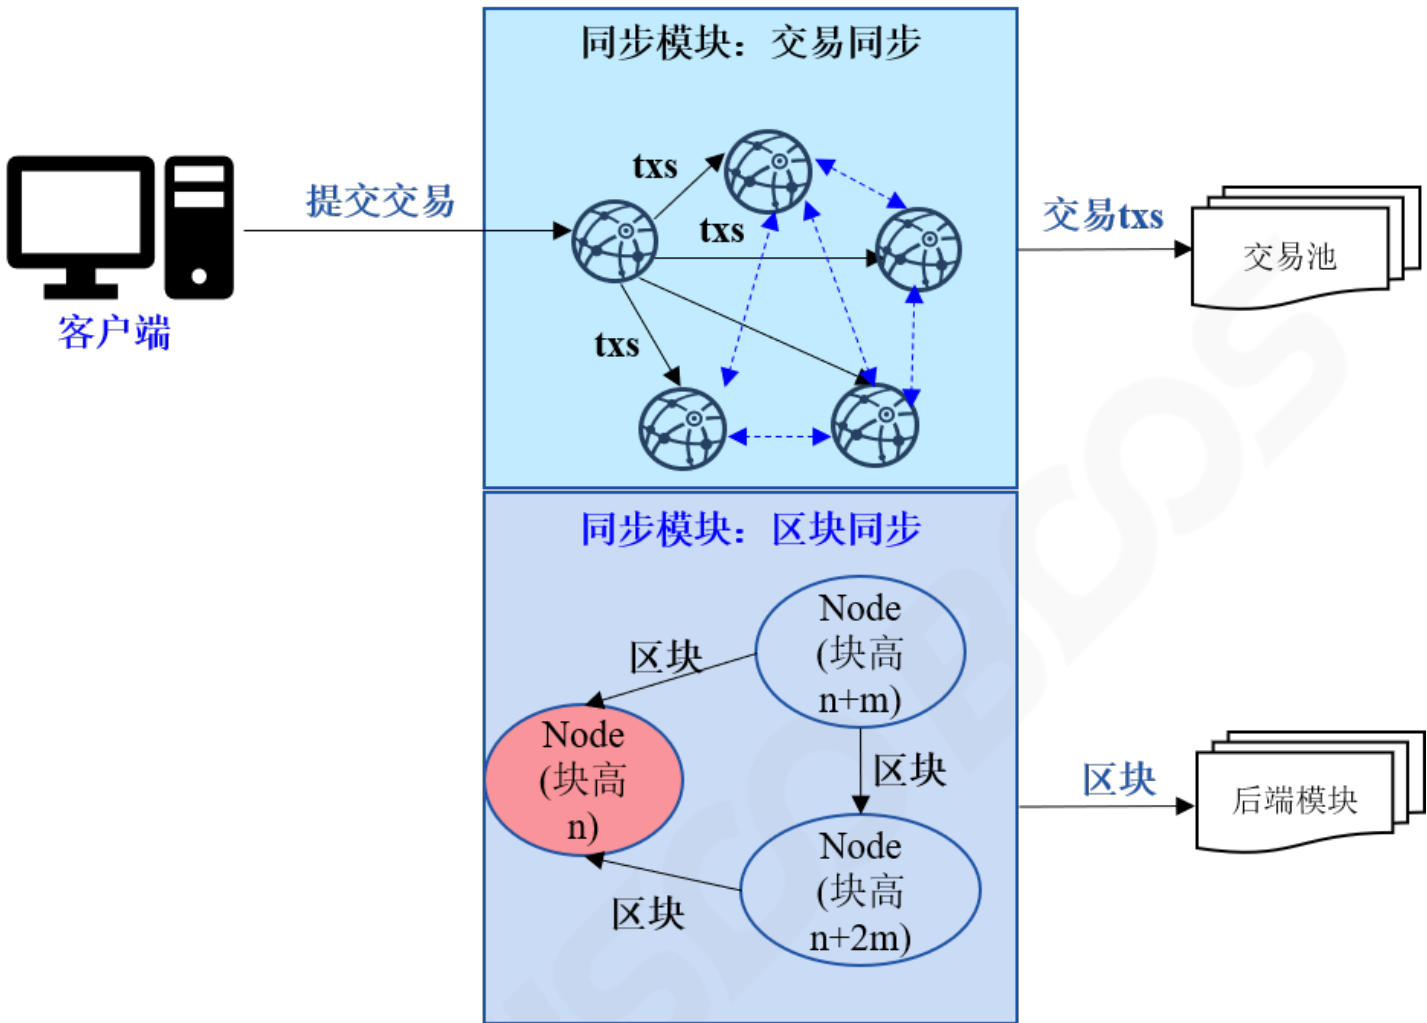 同步模块：交易同步
txs
提交交易
txs
交易txs
交易池
客户端
txs
同步模块：区块同步
Node
(块高
n+m)
区块
Node
(块高
n)
区块
区块
后端模块
Node
(块高
n+2m)
区块